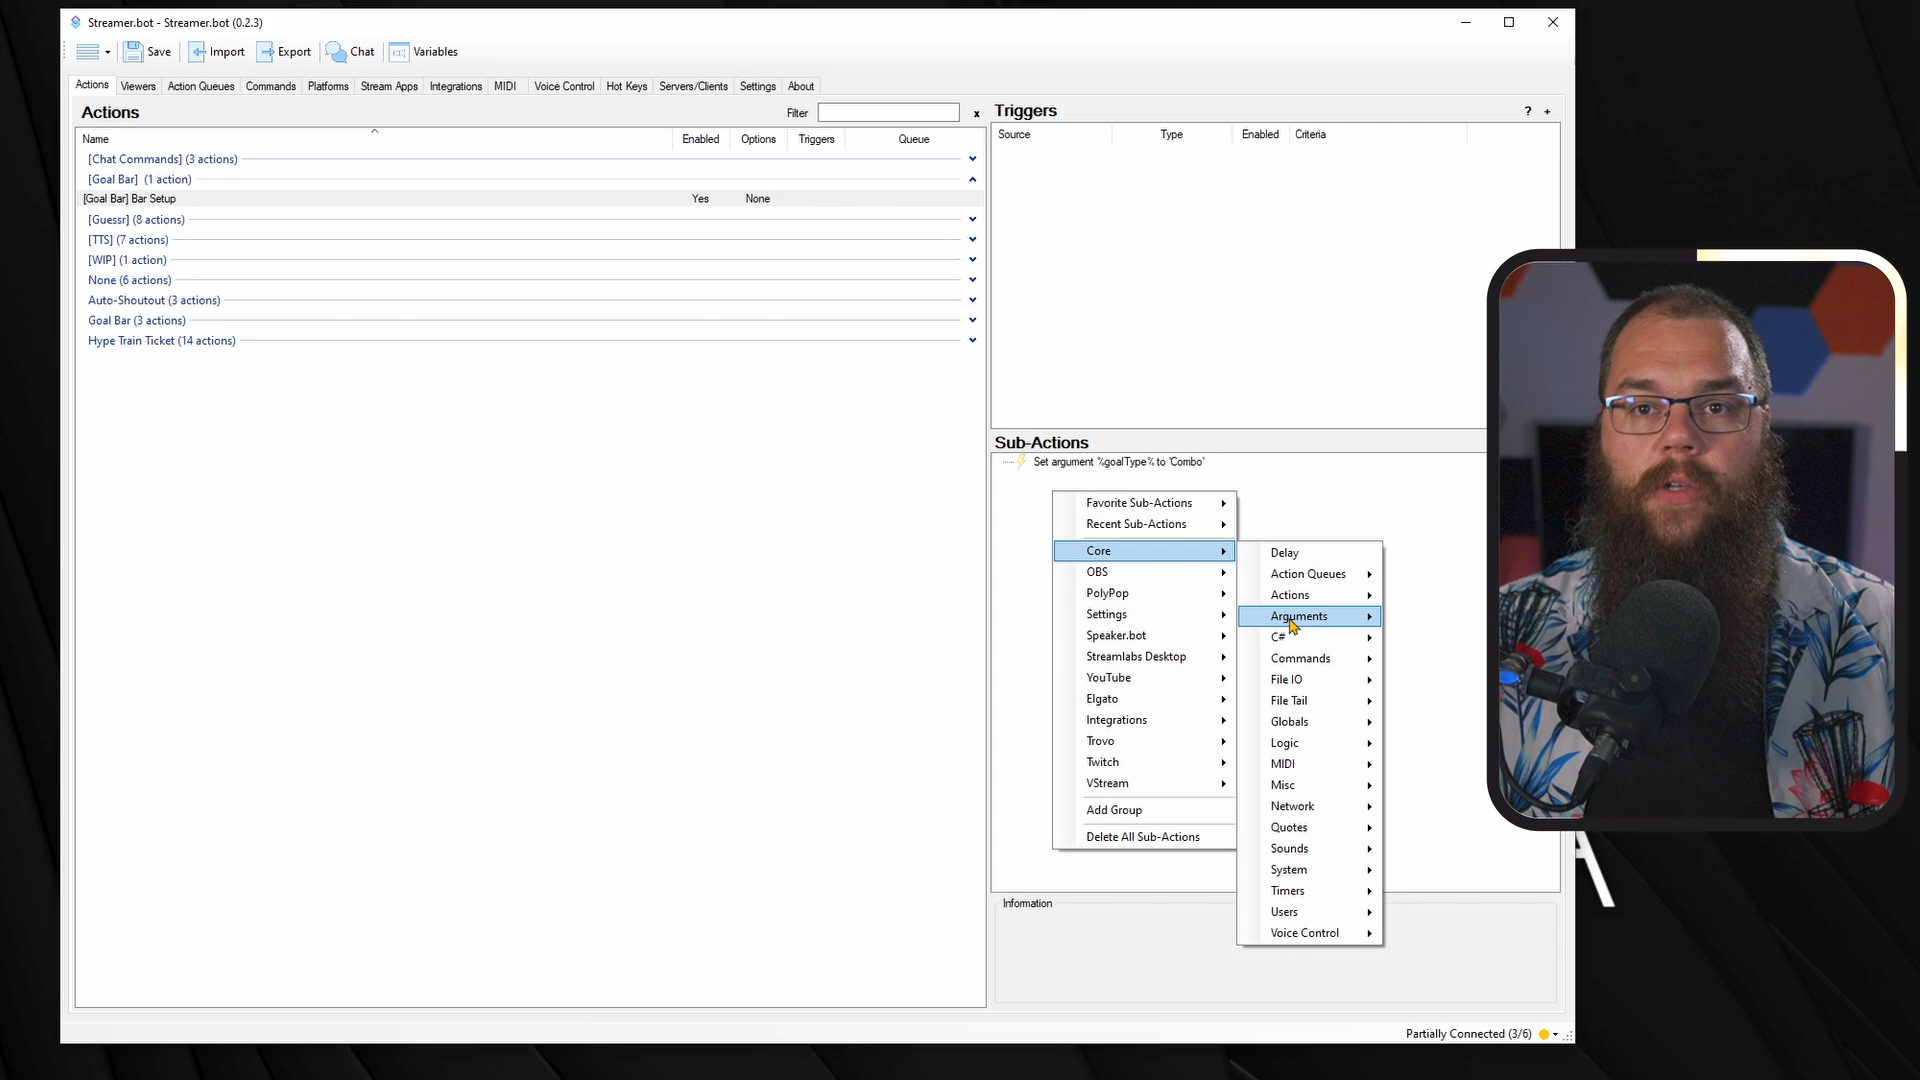 Streamer.bot - Streamer.bot (0.2.3)
Save
Import
Export
Chat
Variables
Actions
Viewers
Action Queues
Commands
Platforms
Stream Apps
Integrations
MIDI
Voice Control
Hot Keys
Servers/Clients
Settings
About
Actions
Filter
x
Name
Enabled
Options
Triggers
Queue
[Chat Commands] (3 actions)
[Goal Bar] (1 action)
[Goal Bar] Bar Setup
Yes
None
[Guessr] (8 actions)
[TTS] (7 actions)
[WIP] (1 action)
None (6 actions)
Auto-Shoutout (3 actions)
Goal Bar (3 actions)
Hype Train Ticket (14 actions)
Triggers
?
+
Source
Type
Enabled
Criteria
Sub-Actions
Set argument %goalType% to 'Combo'
Favorite Sub-Actions
Recent Sub-Actions
Core
OBS
PolyPop
Settings
Speaker.bot
Streamlabs Desktop
YouTube
Elgato
Integrations
Trovo
Twitch
VStream
Add Group
Delete All Sub-Actions
Delay
Action Queues
Actions
Arguments
C#
Commands
File IO
File Tail
Globals
Logic
MIDI
Misc
Network
Quotes
Sounds
System
Timers
Users
Voice Control
Information
Partially Connected (3/6)